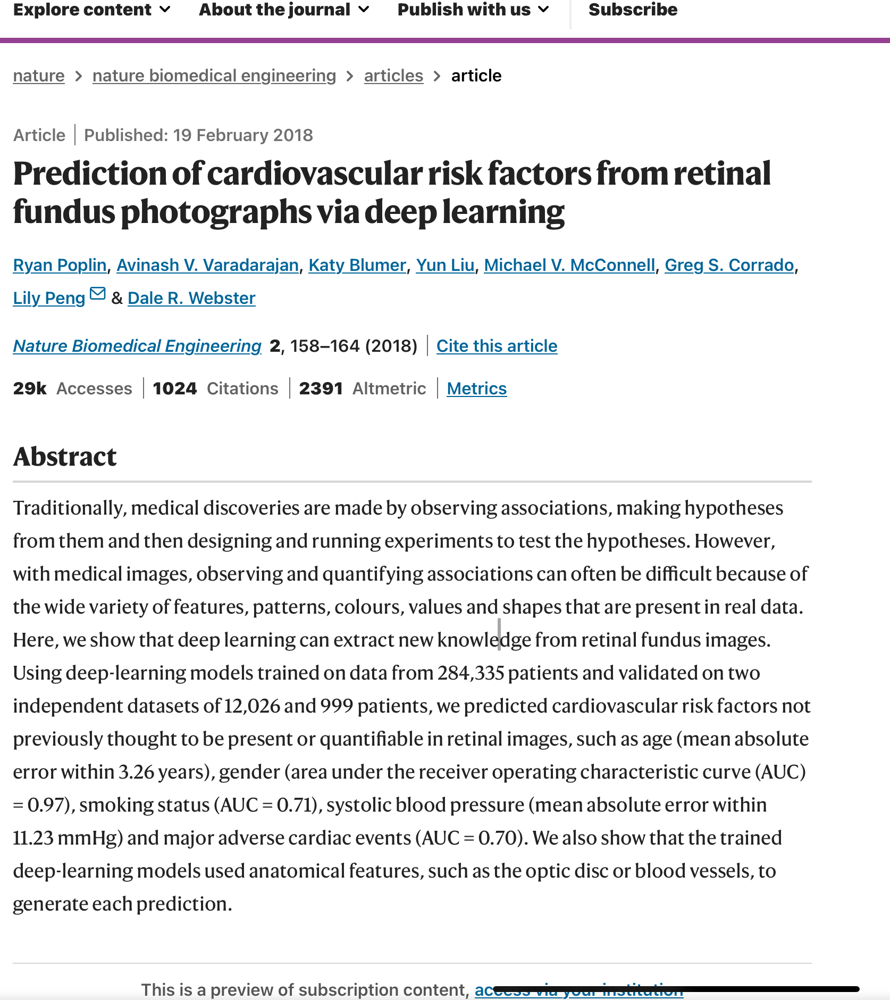 Explore content About the journal Publish with us Subscribe
nature > nature biomedical engineering > articles > article
Article | Published: 19 February 2018
Prediction of cardiovascular risk factors from retinal
fundus photographs via deep learning
Ryan Poplin, Avinash V. Varadarajan, Katy Blumer, Yun Liu, Michael V. McConnell, Greg S. Corrado,
Lily Peng & Dale R. Webster
Nature Biomedical Engineering 2, 158–164 (2018) | Cite this article
29k Accesses | 1024 Citations | 2391 Altmetric | Metrics
Abstract
Traditionally, medical discoveries are made by observing associations, making hypotheses
from them and then designing and running experiments to test the hypotheses. However,
with medical images, observing and quantifying associations can often be difficult because of
the wide variety of features, patterns, colours, values and shapes that are present in real data.
Here, we show that deep learning can extract new knowledge from retinal fundus images.
Using deep-learning models trained on data from 284,335 patients and validated on two
independent datasets of 12,026 and 999 patients, we predicted cardiovascular risk factors not
previously thought to be present or quantifiable in retinal images, such as age (mean absolute
error within 3.26 years), gender (area under the receiver operating characteristic curve (AUC)
= 0.97), smoking status (AUC = 0.71), systolic blood pressure (mean absolute error within
11.23 mmHg) and major adverse cardiac events (AUC = 0.70). We also show that the trained
deep-learning models used anatomical features, such as the optic disc or blood vessels, to
generate each prediction.
This is a preview of subscription content, access via your institution